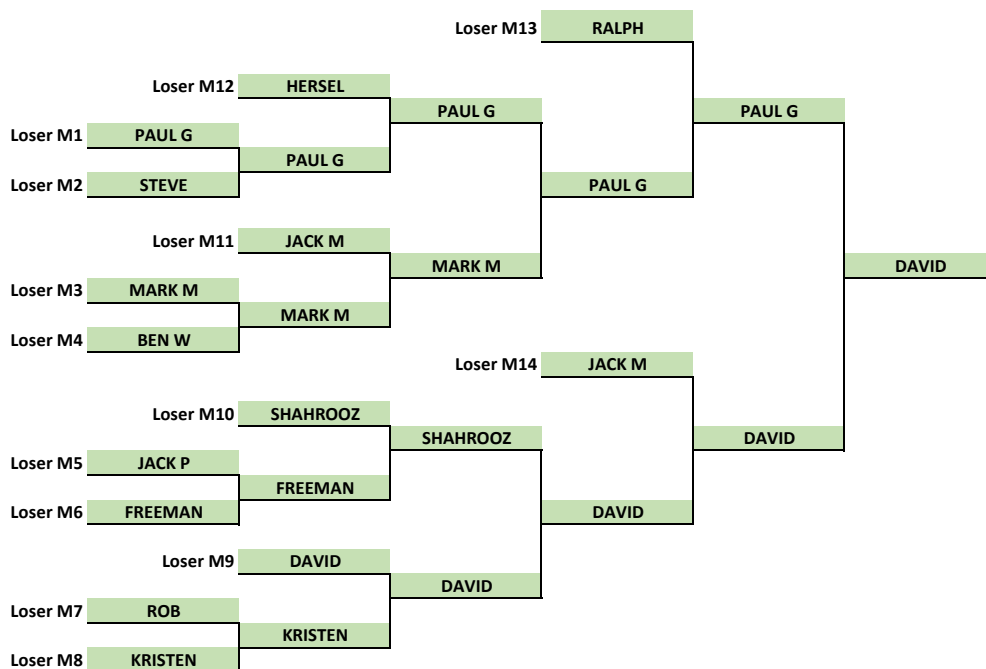 Loser M13 RALPH
Loser M12 HERSEL
PAUL G PAUL G
Loser M1 PAUL G
PAUL G
Loser M2 STEVE PAUL G
Loser M11 JACK M
MARK M DAVID
Loser M3 MARK M
MARK M
Loser M4 BEN W
Loser M14 JACK M
Loser M10 SHAHROOZ
SHAHROOZ DAVID
Loser M5 JACK P
FREEMAN
Loser M6 FREEMAN DAVID
Loser M9 DAVID
DAVID
Loser M7 ROB
KRISTEN
Loser M8 KRISTEN